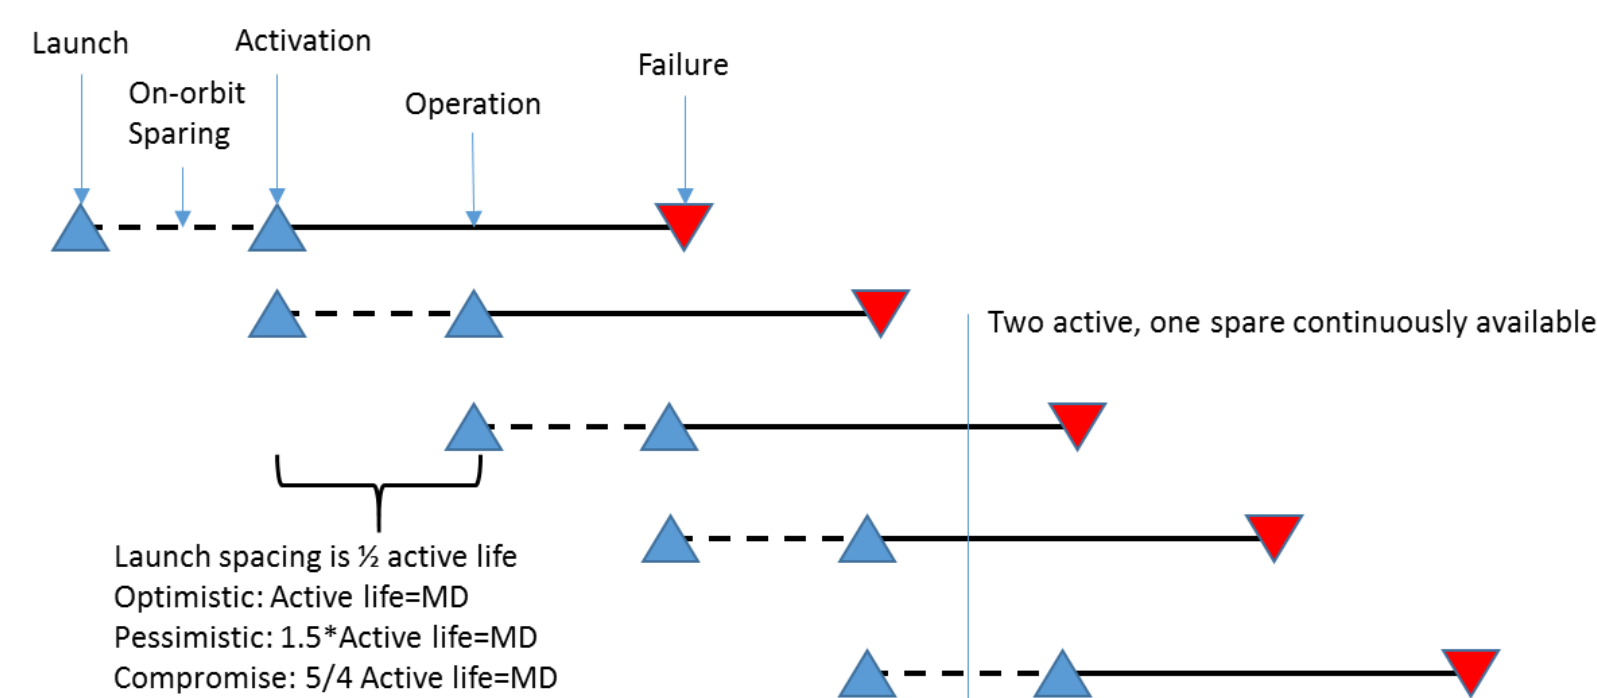 Launch
Activation
Failure
On-orbit
Sparing
Operation
Two active, one spare continuously available
Launch spacing is ½ active life
Optimistic: Active life=MD
Pessimistic: 1.5*Active life=MD
Compromise: 5/4 Active life=MD